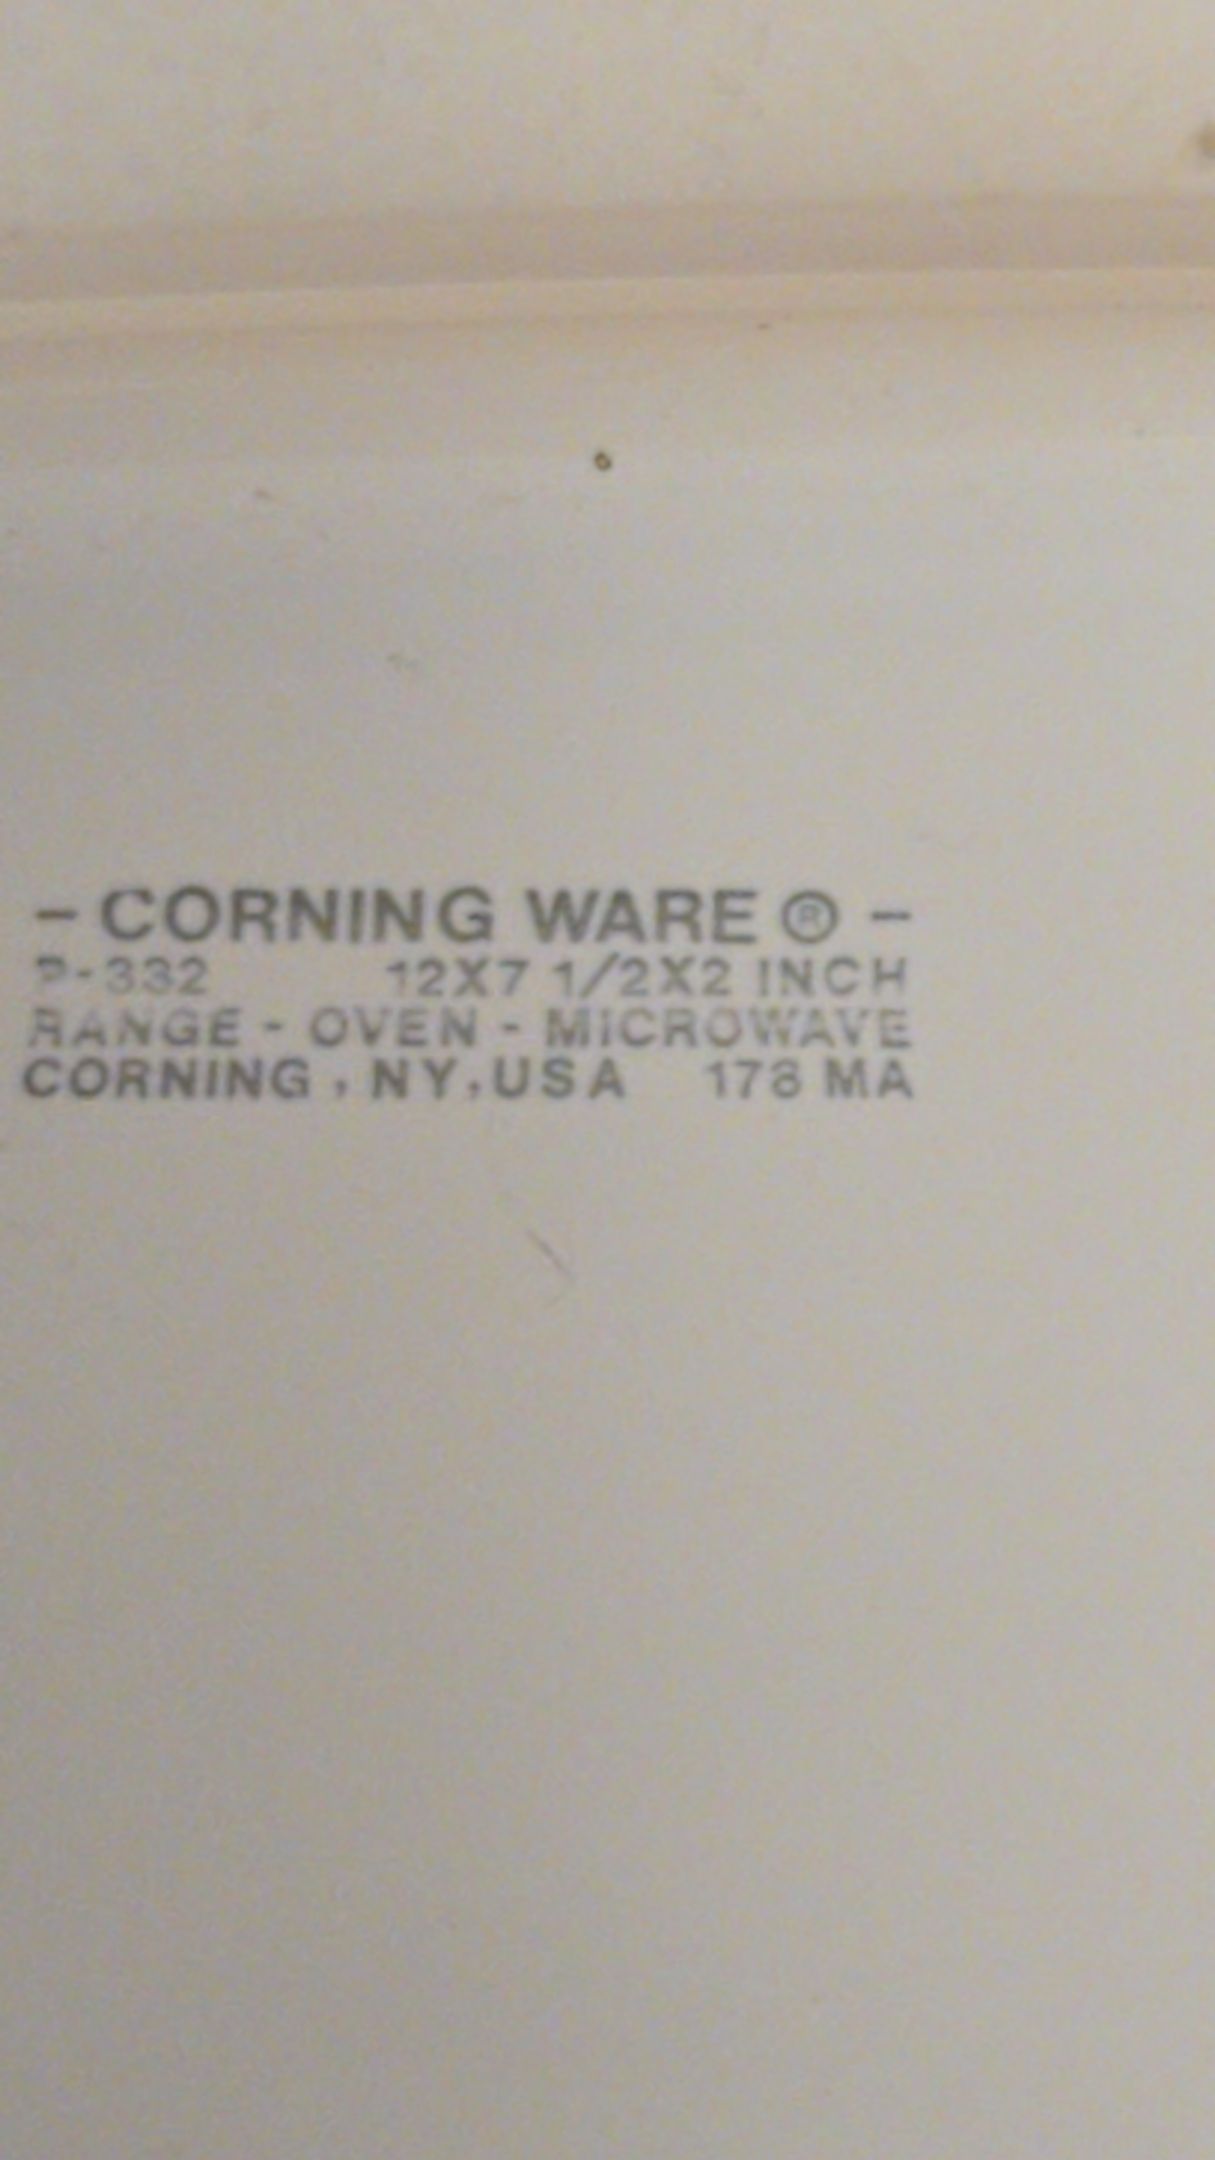 - CORNING WARE ® -
P-332 12X7 1/2X2 INCH
RANGE - OVEN - MICROWAVE
CORNING , NY, USA 178 MA